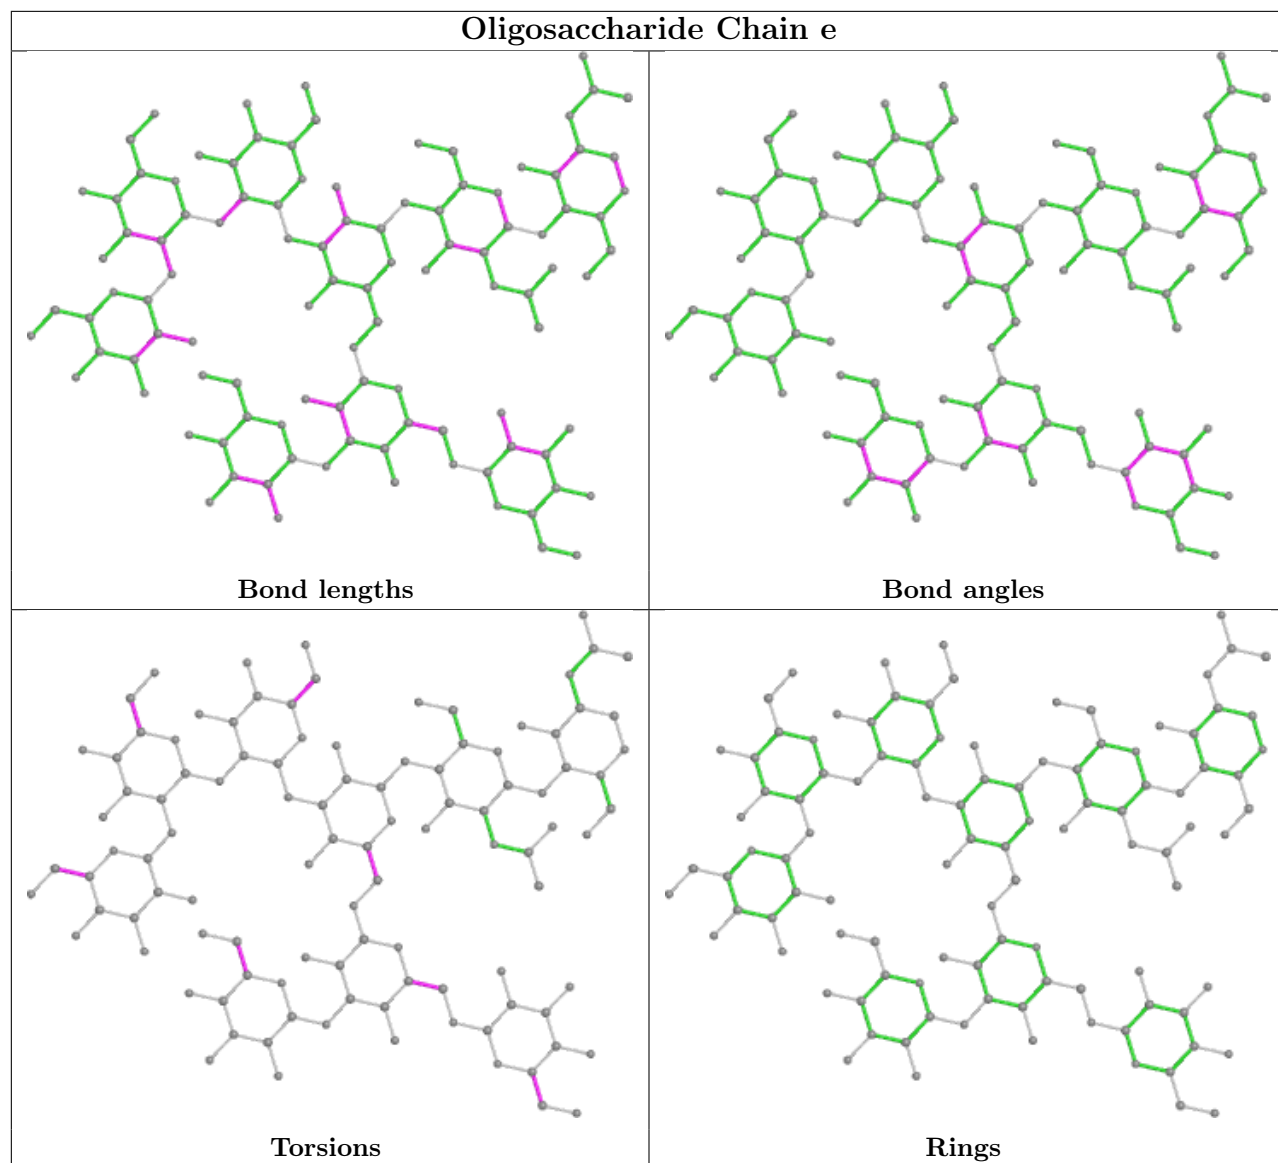 Oligosaccharide Chain e
Bond lengths
Bond angles
Torsions
Rings